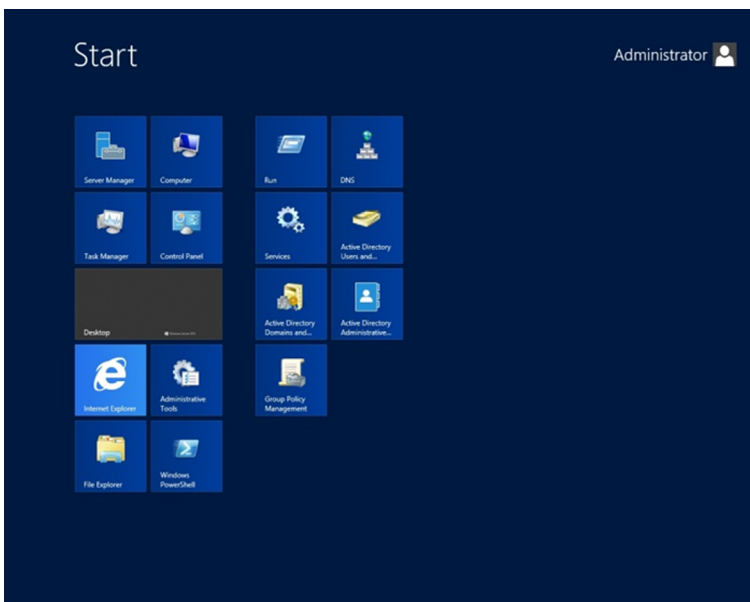 Start
Administrator
Server Manager
Computer
Run
DNS
Task Manager
Control Panel
Services
Active Directory
Users and...
Desktop
Active Directory
Domains and...
Active Directory
Administrative...
Internet Explorer
Administrative
Tools
Group Policy
Management
File Explorer
Windows
PowerShell